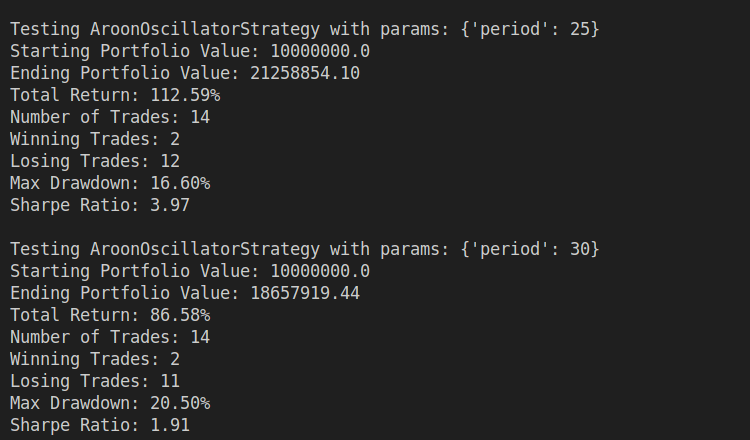 Testing AroonOscillatorStrategy with params: {'period': 25}
Starting Portfolio Value: 10000000.0
Ending Portfolio Value: 21258854.10
Total Return: 112.59%
Number of Trades: 14
Winning Trades: 2
Losing Trades: 12
Max Drawdown: 16.60%
Sharpe Ratio: 3.97
Testing AroonOscillatorStrategy with params: {'period': 30}
Starting Portfolio Value: 10000000.0
Ending Portfolio Value: 18657919.44
Total Return: 86.58%
Number of Trades: 14
Winning Trades: 2
Losing Trades: 11
Max Drawdown: 20.50%
Sharpe Ratio: 1.91